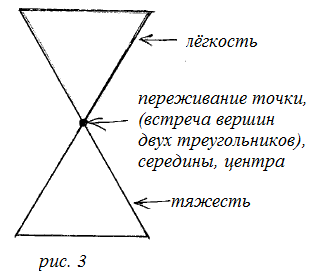 лёгкость
переживание точки,
(встреча вершин
двух треугольников),
середины, центра
тяжесть
рис. 3